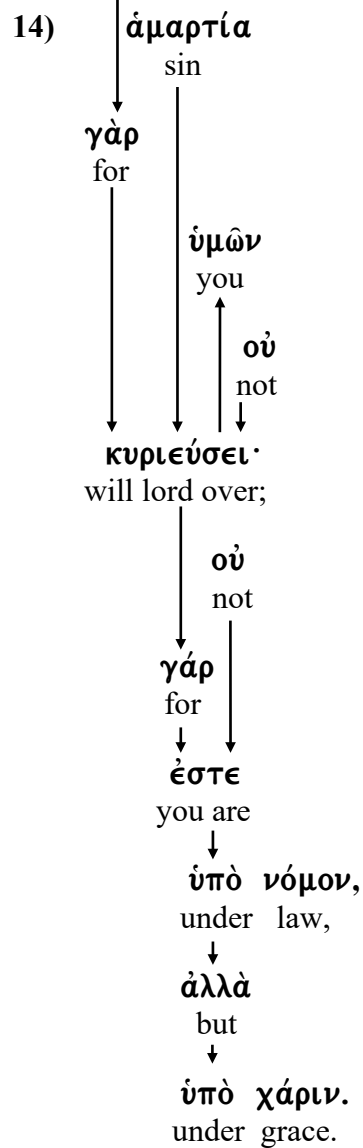 14) ἁμαρτία
sin
γὰρ
for
ὑμῶν
you
οὐ
not
κυριεύσει·
will lord over;
οὐ
not
γάρ
for
ἐστε
you are
ὑπὸ νόμον,
under law,
ἀλλὰ
but
ὑπὸ χάριν.
under grace.